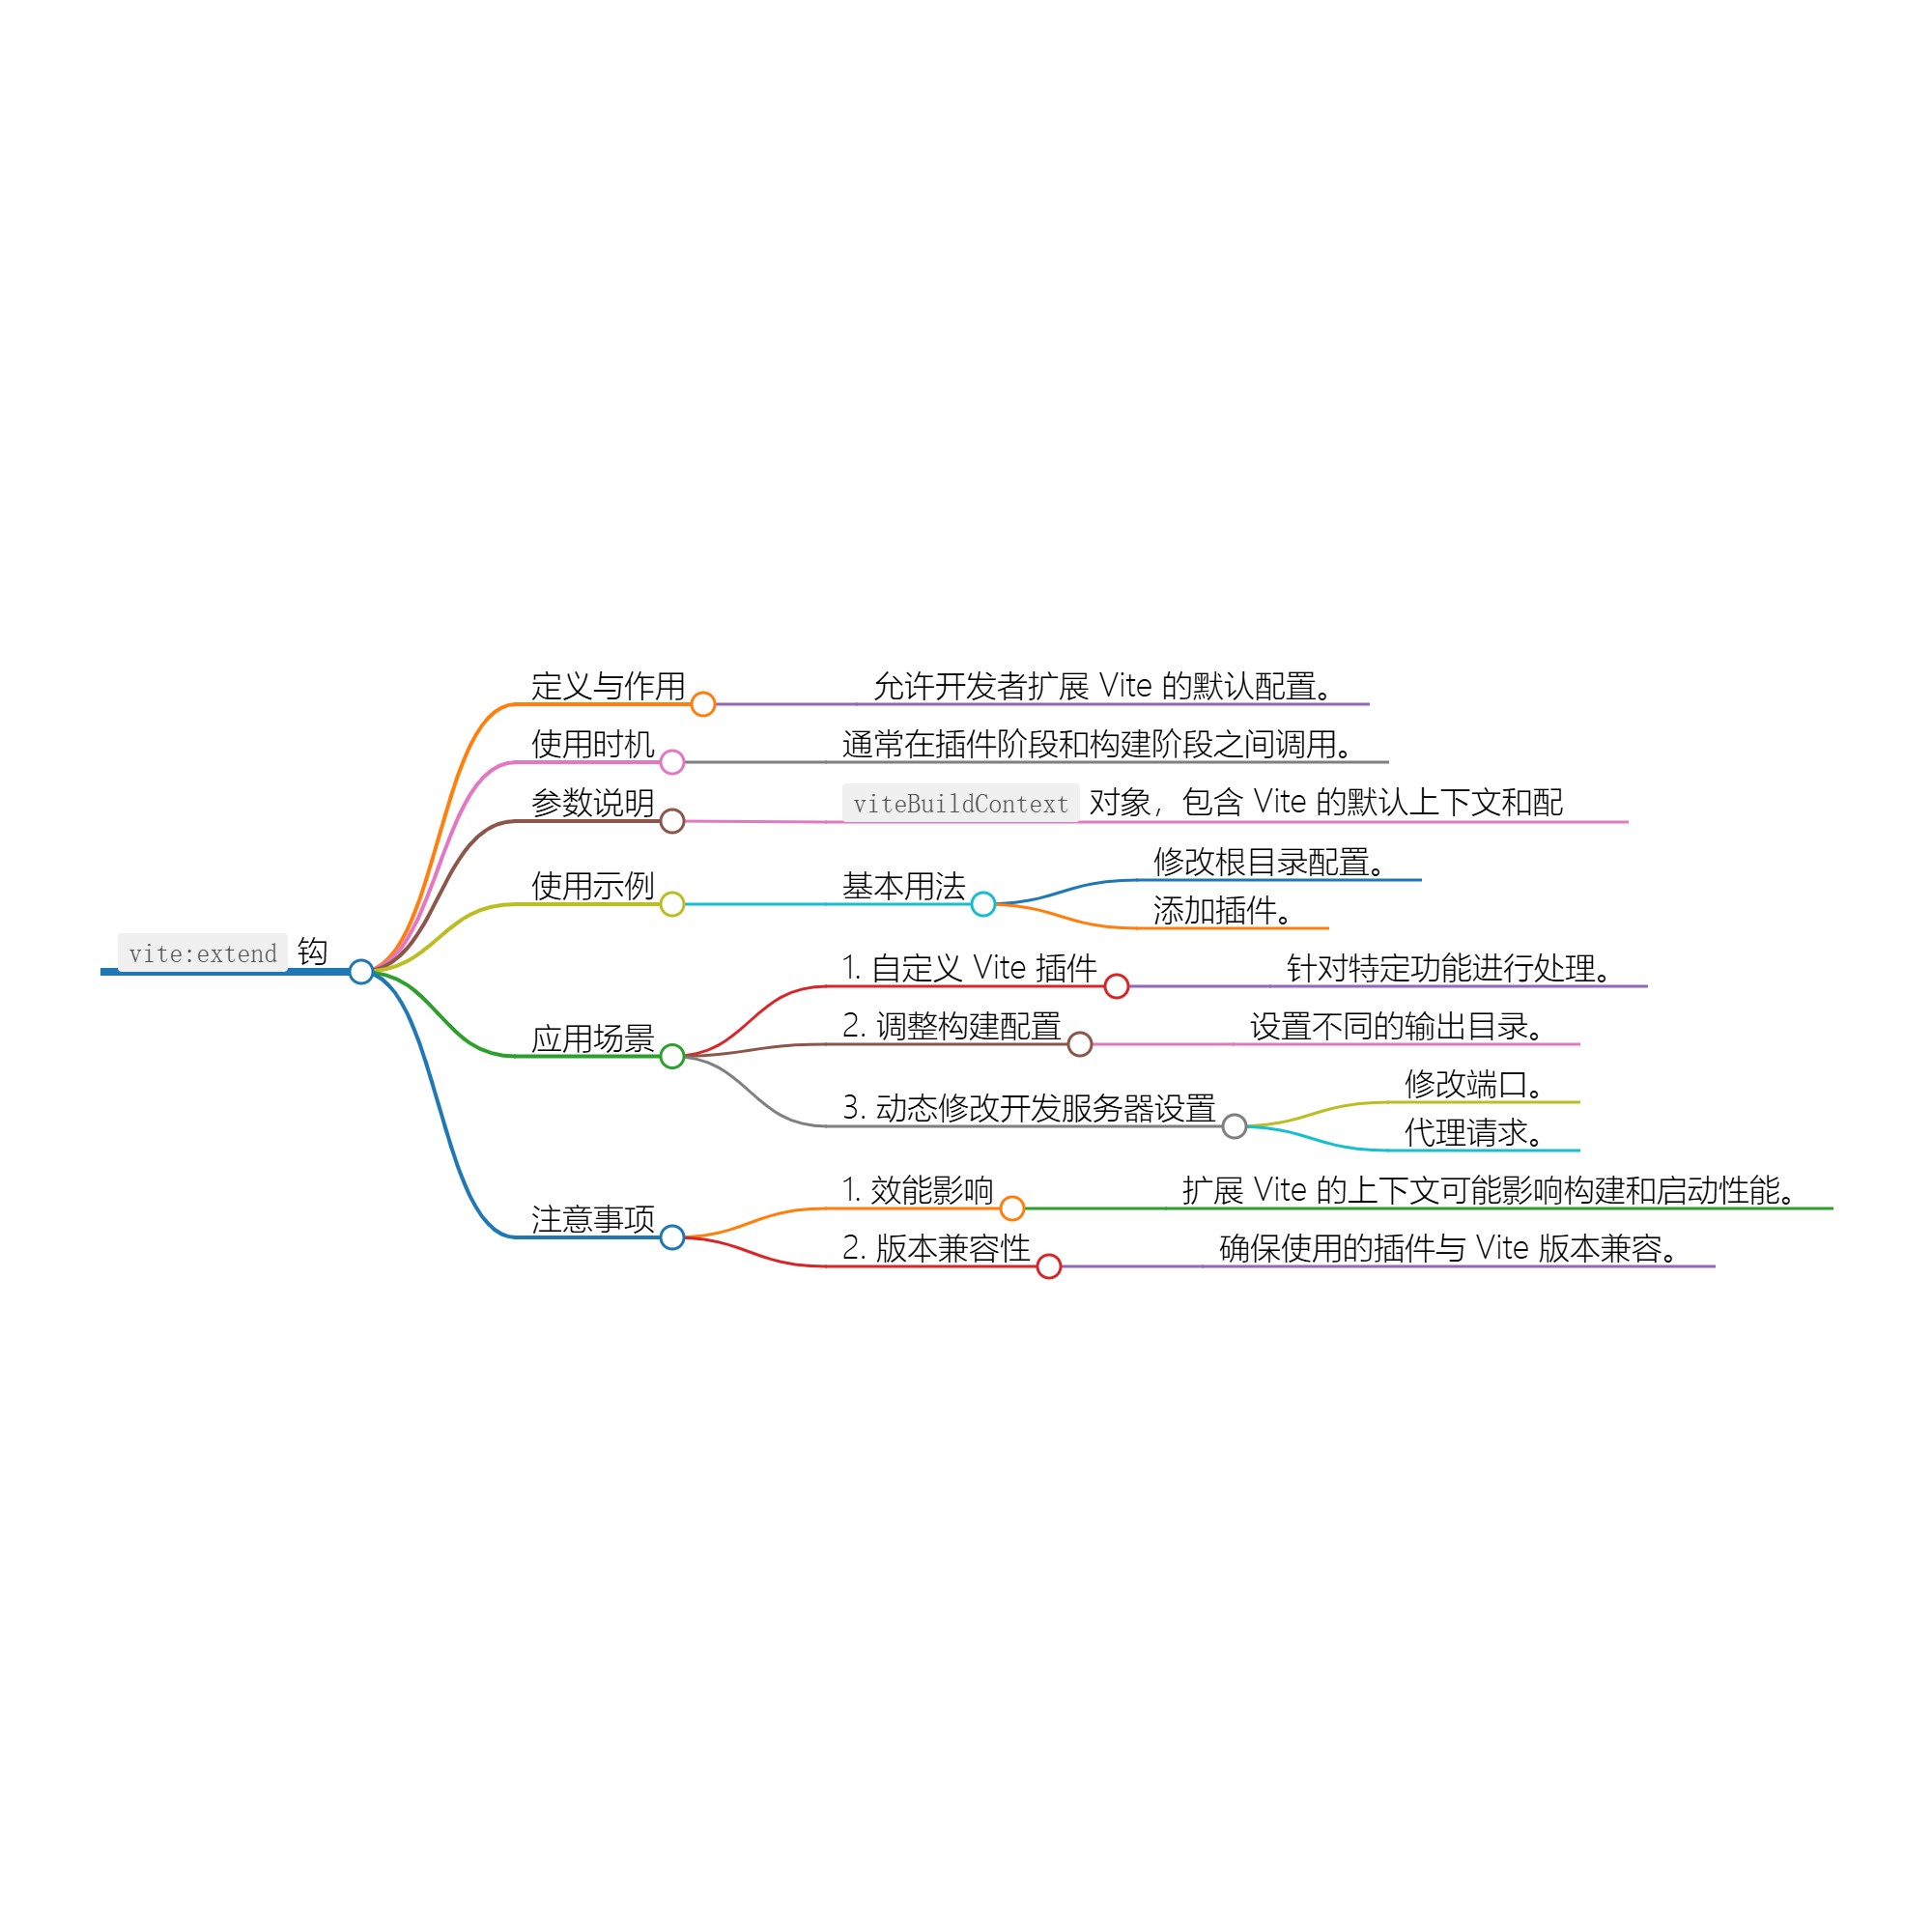 vite:extend 钩
定义与作用
允许开发者扩展 Vite 的默认配置。
使用时机
通常在插件阶段和构建阶段之间调用。
参数说明
viteBuildContext 对象，包含 Vite 的默认上下文和配
使用示例
基本用法
修改根目录配置。
添加插件。
应用场景
1. 自定义 Vite 插件
针对特定功能进行处理。
2. 调整构建配置
设置不同的输出目录。
3. 动态修改开发服务器设置
修改端口。
代理请求。
注意事项
1. 效能影响
扩展 Vite 的上下文可能影响构建和启动性能。
2. 版本兼容性
确保使用的插件与 Vite 版本兼容。